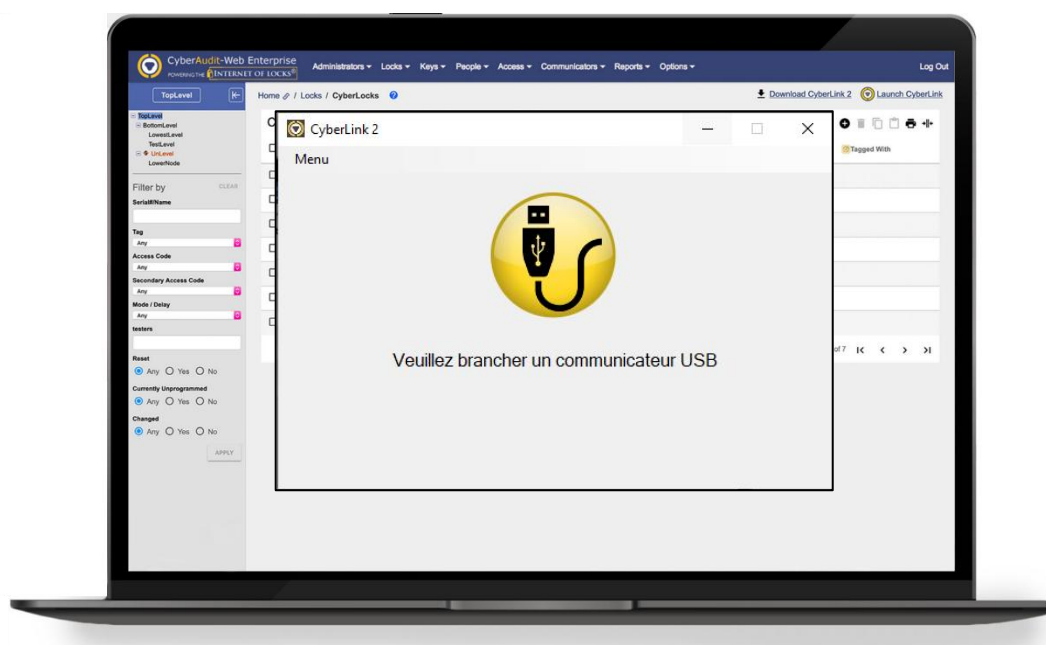 CyberAudit-Web Enterprise
POWERING THE INTERNET OF LOCKS®
Administrators Locks Keys People Access Communicators Reports Options
Log Out
TopLevel
Home / Locks / CyberLocks
Download CyberLink 2
Launch CyberLink
TopLevel
BottomLevel
LowestLevel
TestLevel
UnLevel
LowerNode
Filter by
CLEAR
Serial#/Name
Tag
Any
Access Code
Any
Secondary Access Code
Any
Mode / Delay
Any
testers
Reset
Any Yes No
Currently Unprogrammed
Any Yes No
Changed
Any Yes No
APPLY
CyberLink 2
Menu
Veuillez brancher un communicateur USB
Tagged With
of 7